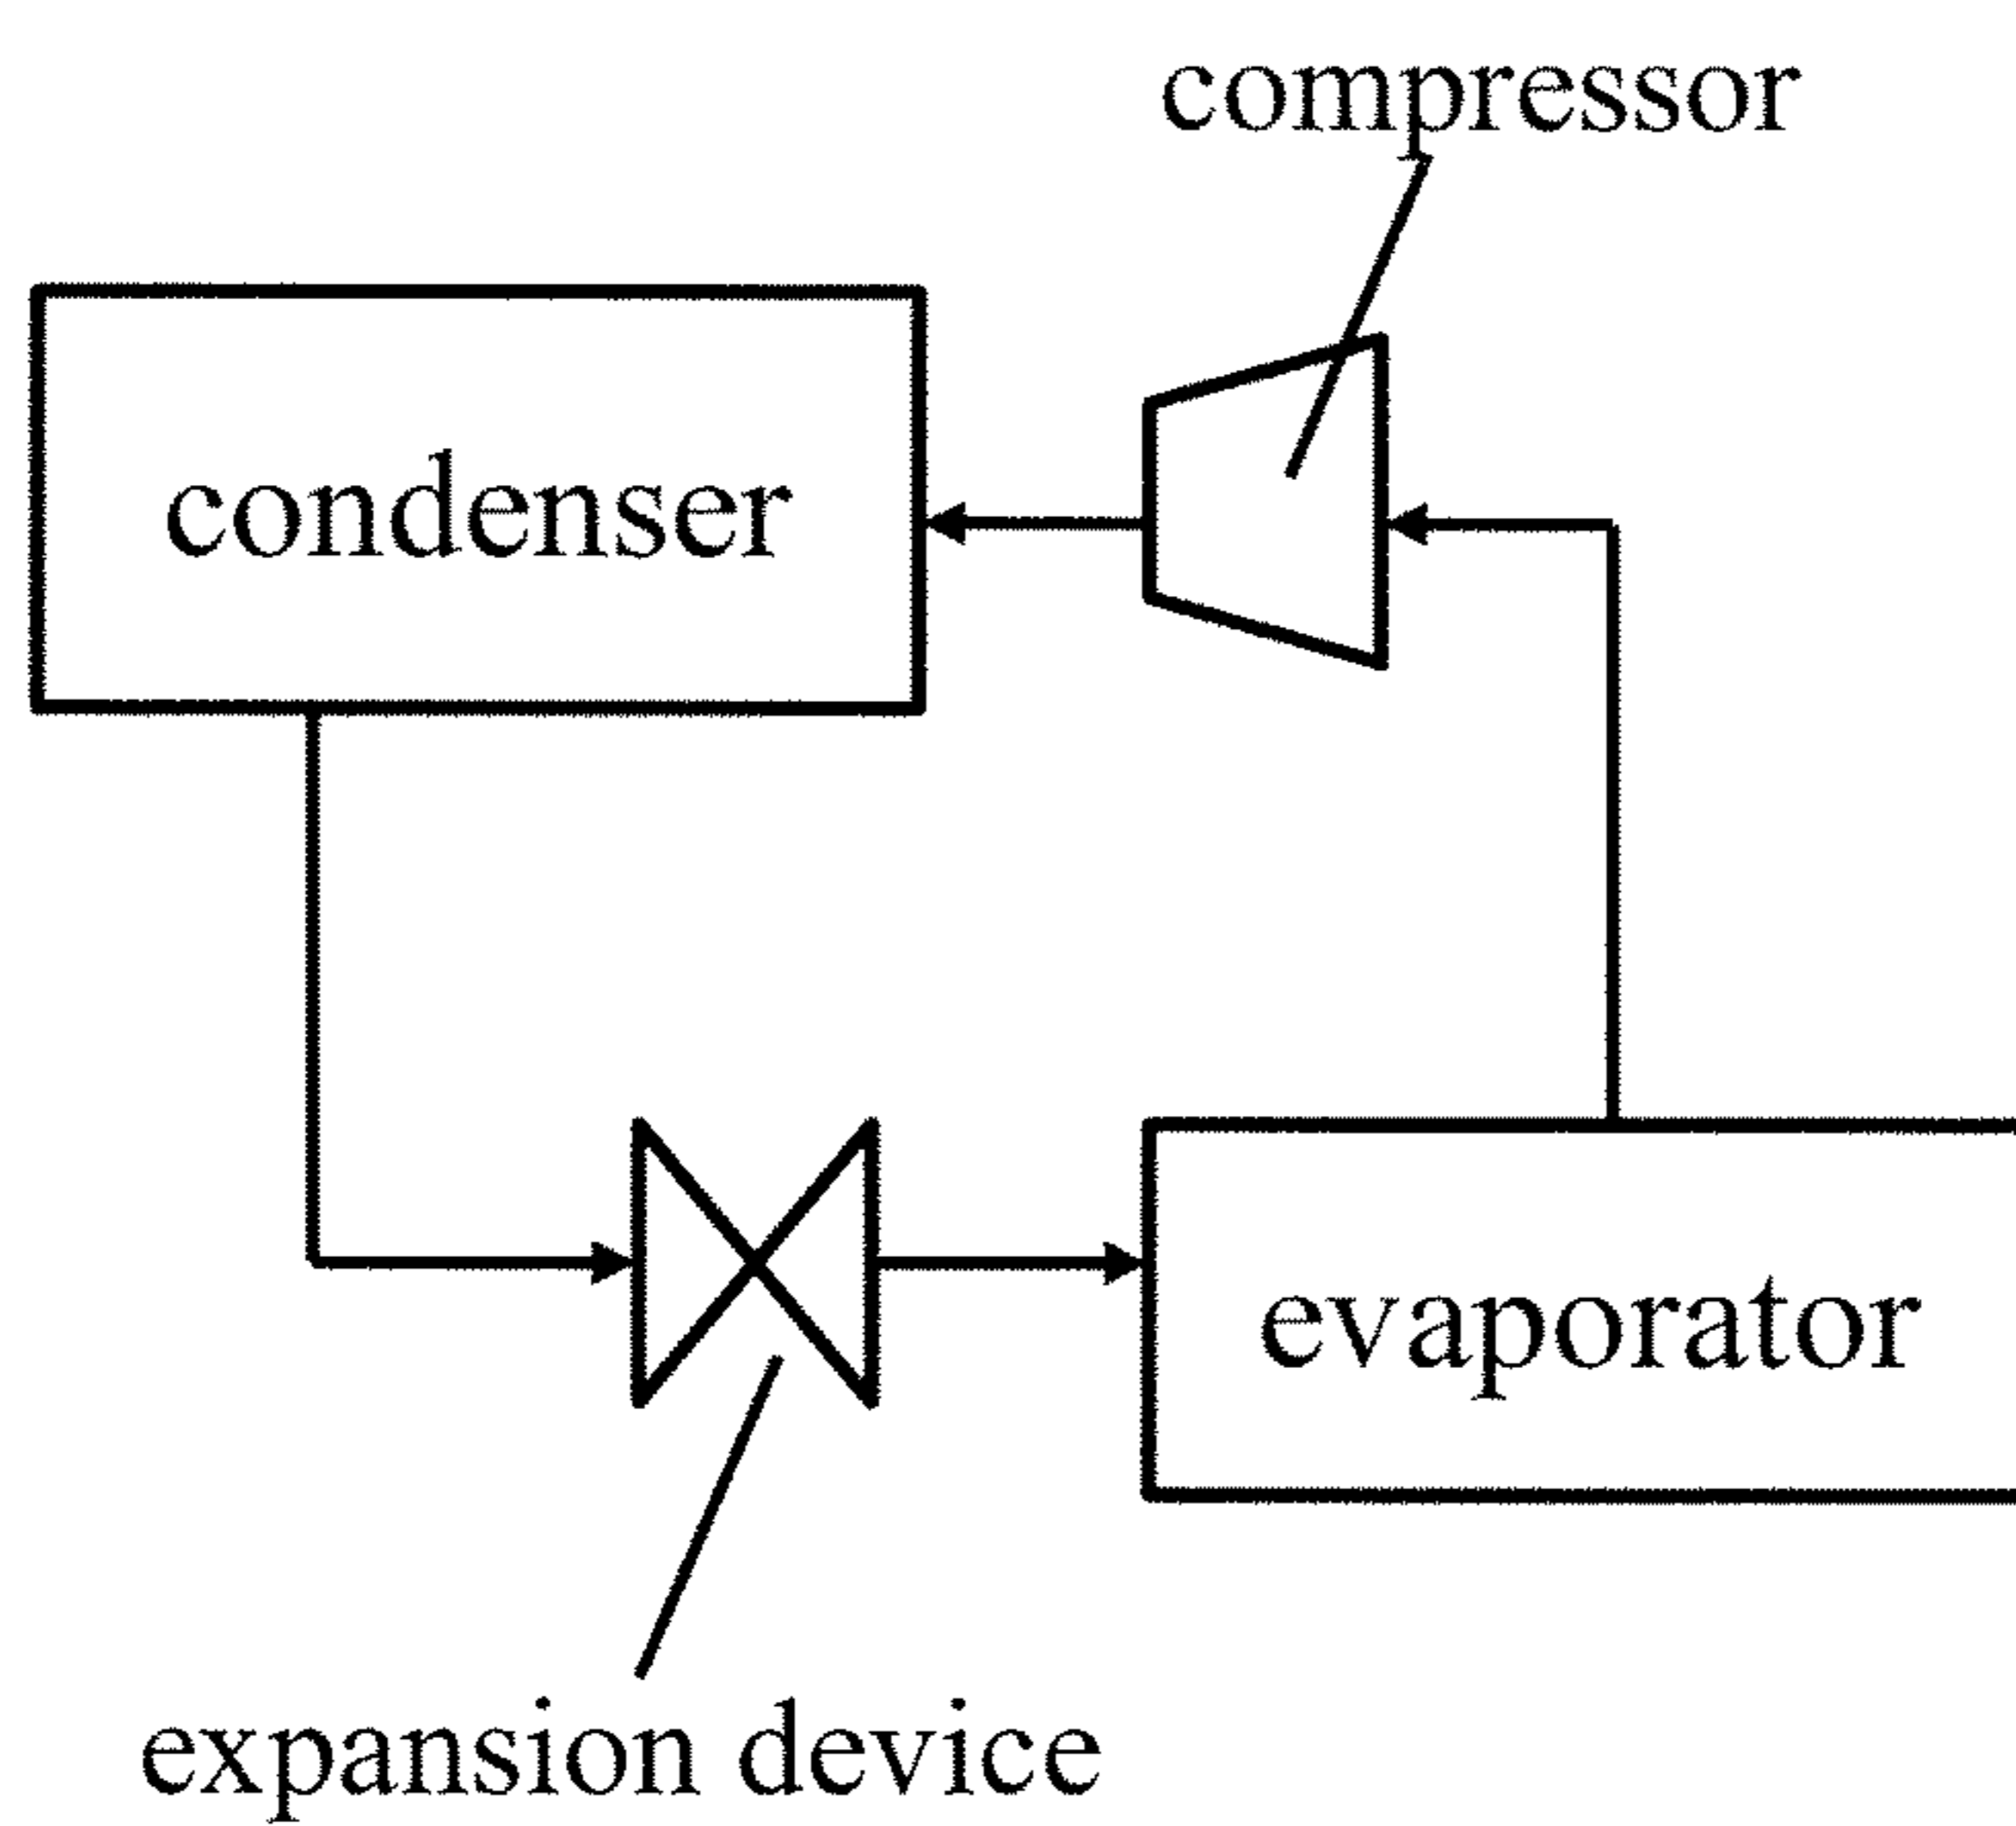 compressor
condenser
evaporator
expansion device